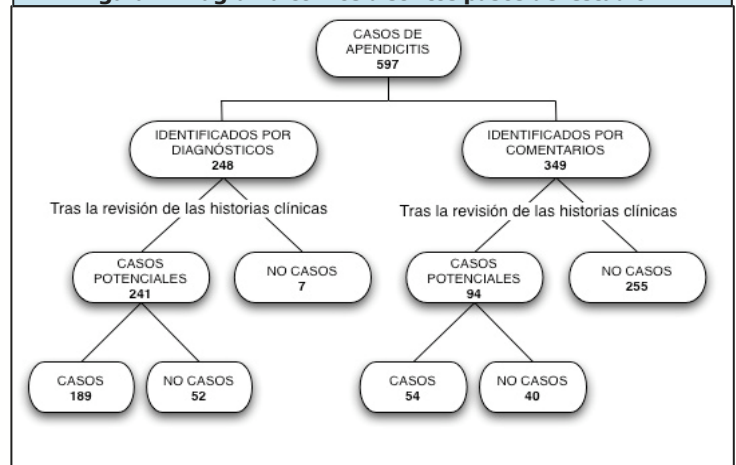 CASOS DE
APENDICITIS
597
IDENTIFICADOS POR
DIAGNÓSTICOS
248
IDENTIFICADOS POR
COMENTARIOS
349
Tras la revisión de las historias clínicas
Tras la revisión de las historias clínicas
CASOS
POTENCIALES
241
NO CASOS
7
CASOS
POTENCIALES
94
NO CASOS
255
CASOS
189
NO CASOS
52
CASOS
54
NO CASOS
40